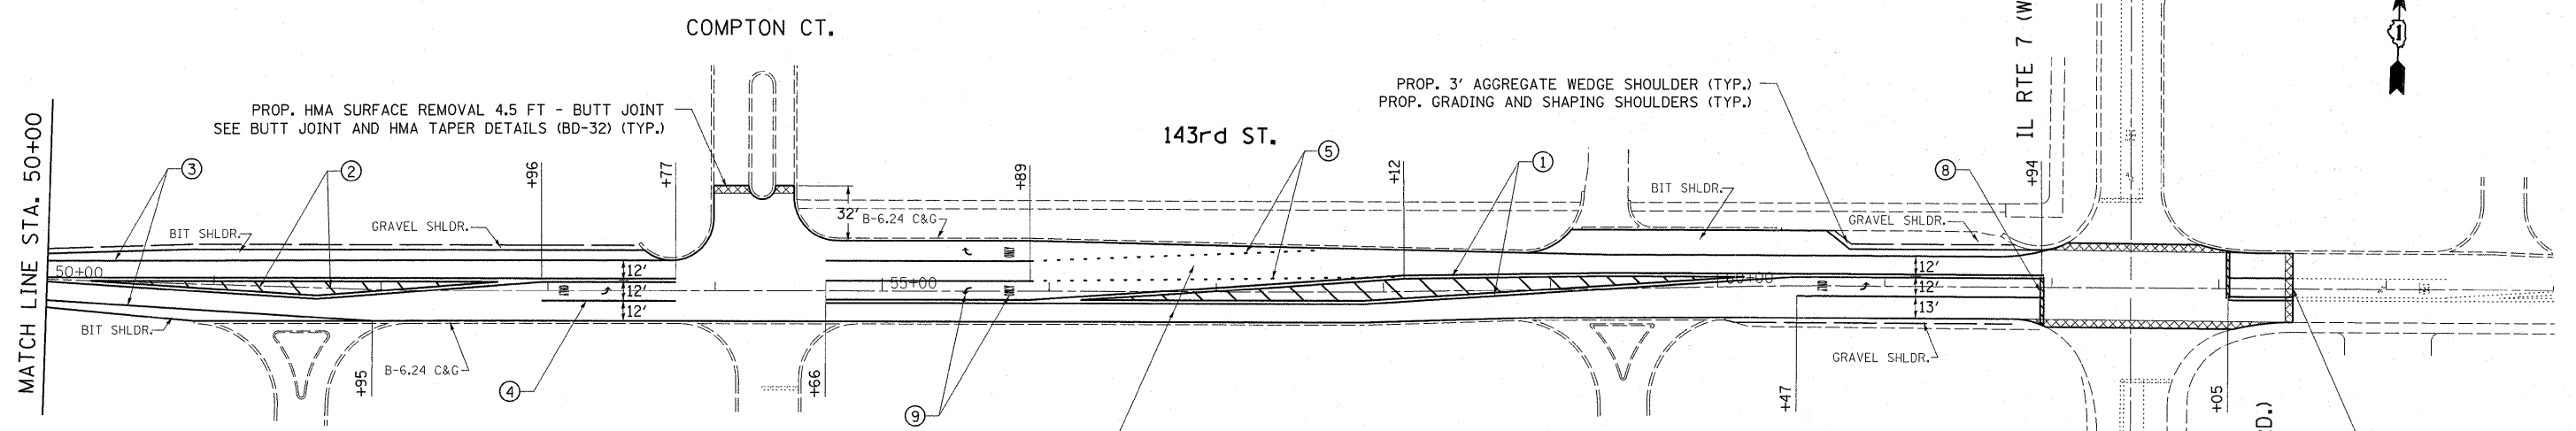 COMPTON CT.
PROP. HMA SURFACE REMOVAL 4.5 FT - BUTT JOINT
SEE BUTT JOINT AND HMA TAPER DETAILS (BD-32) (TYP.)
PROP. 3' AGGREGATE WEDGE SHOULDER (TYP.)
PROP. GRADING AND SHAPING SHOULDERS (TYP.)
143rd ST.
IL RTE 7 (W
1
MATCH LINE STA. 50+00
3
2
+96
+77
+89
5
+12
1
8
+94
BIT SHLDR.
GRAVEL SHLDR.
32'
B-6.24 C&G
BIT SHLDR.
GRAVEL SHLDR.
50+00
12'
12'
12'
55+00
60+00
12'
12'
13'
BIT SHLDR.
+95
B-6.24 C&G
4
+66
9
+47
GRAVEL SHLDR.
+05
D.)